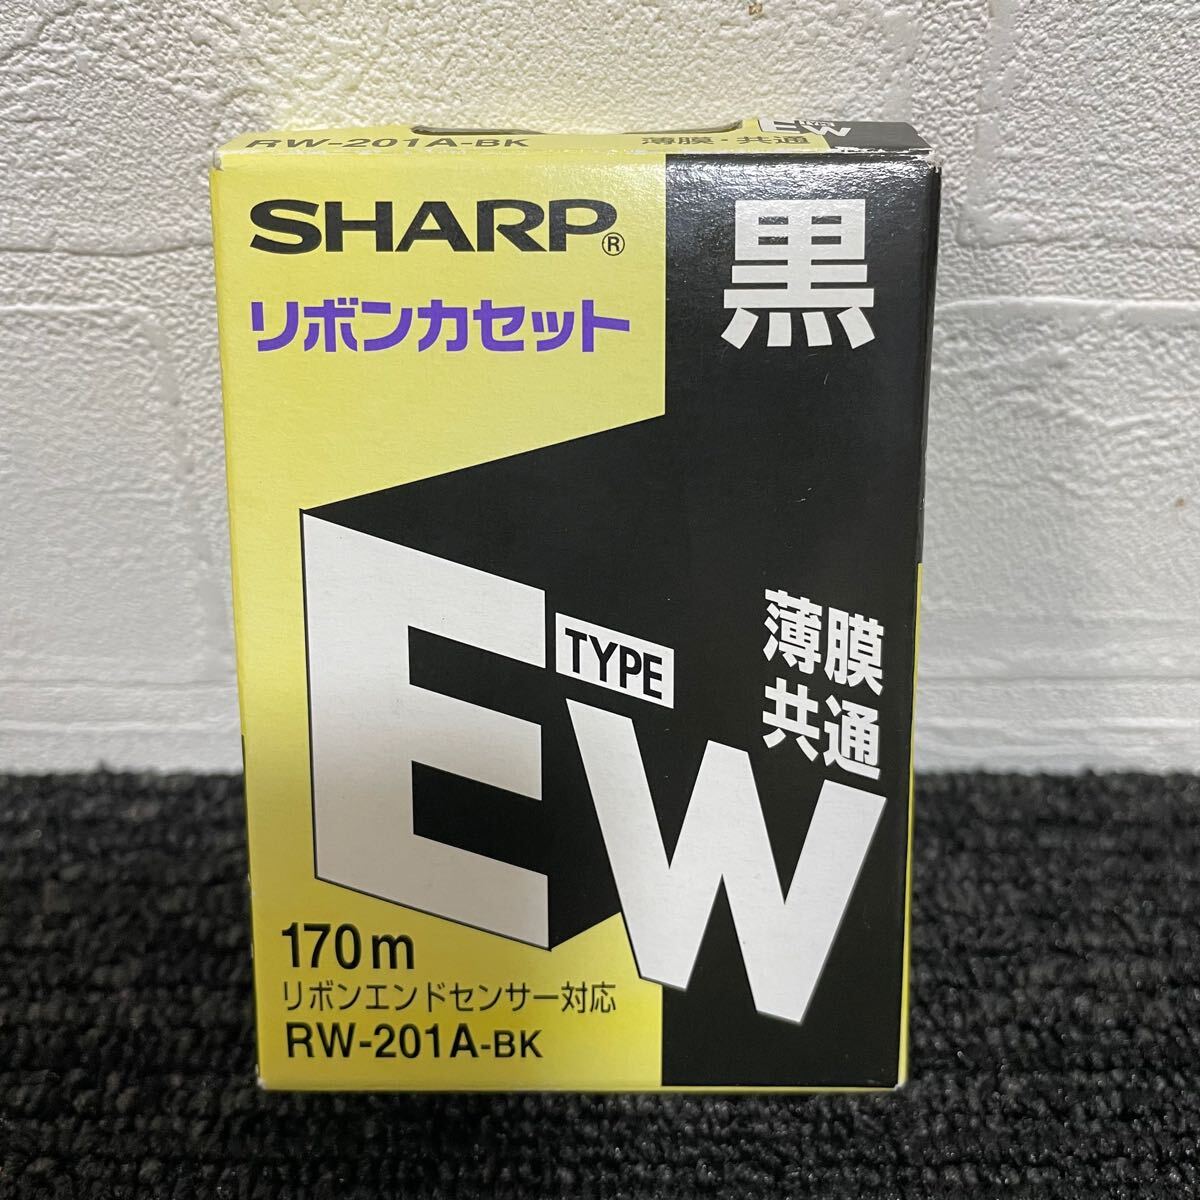 RW-201A-BK 薄膜・共通 TYPE EW
SHARP®
黒
リボンカセット
TYPE
EW
薄膜
共通
170m
リボンエンドセンサー対応
RW-201A-BK